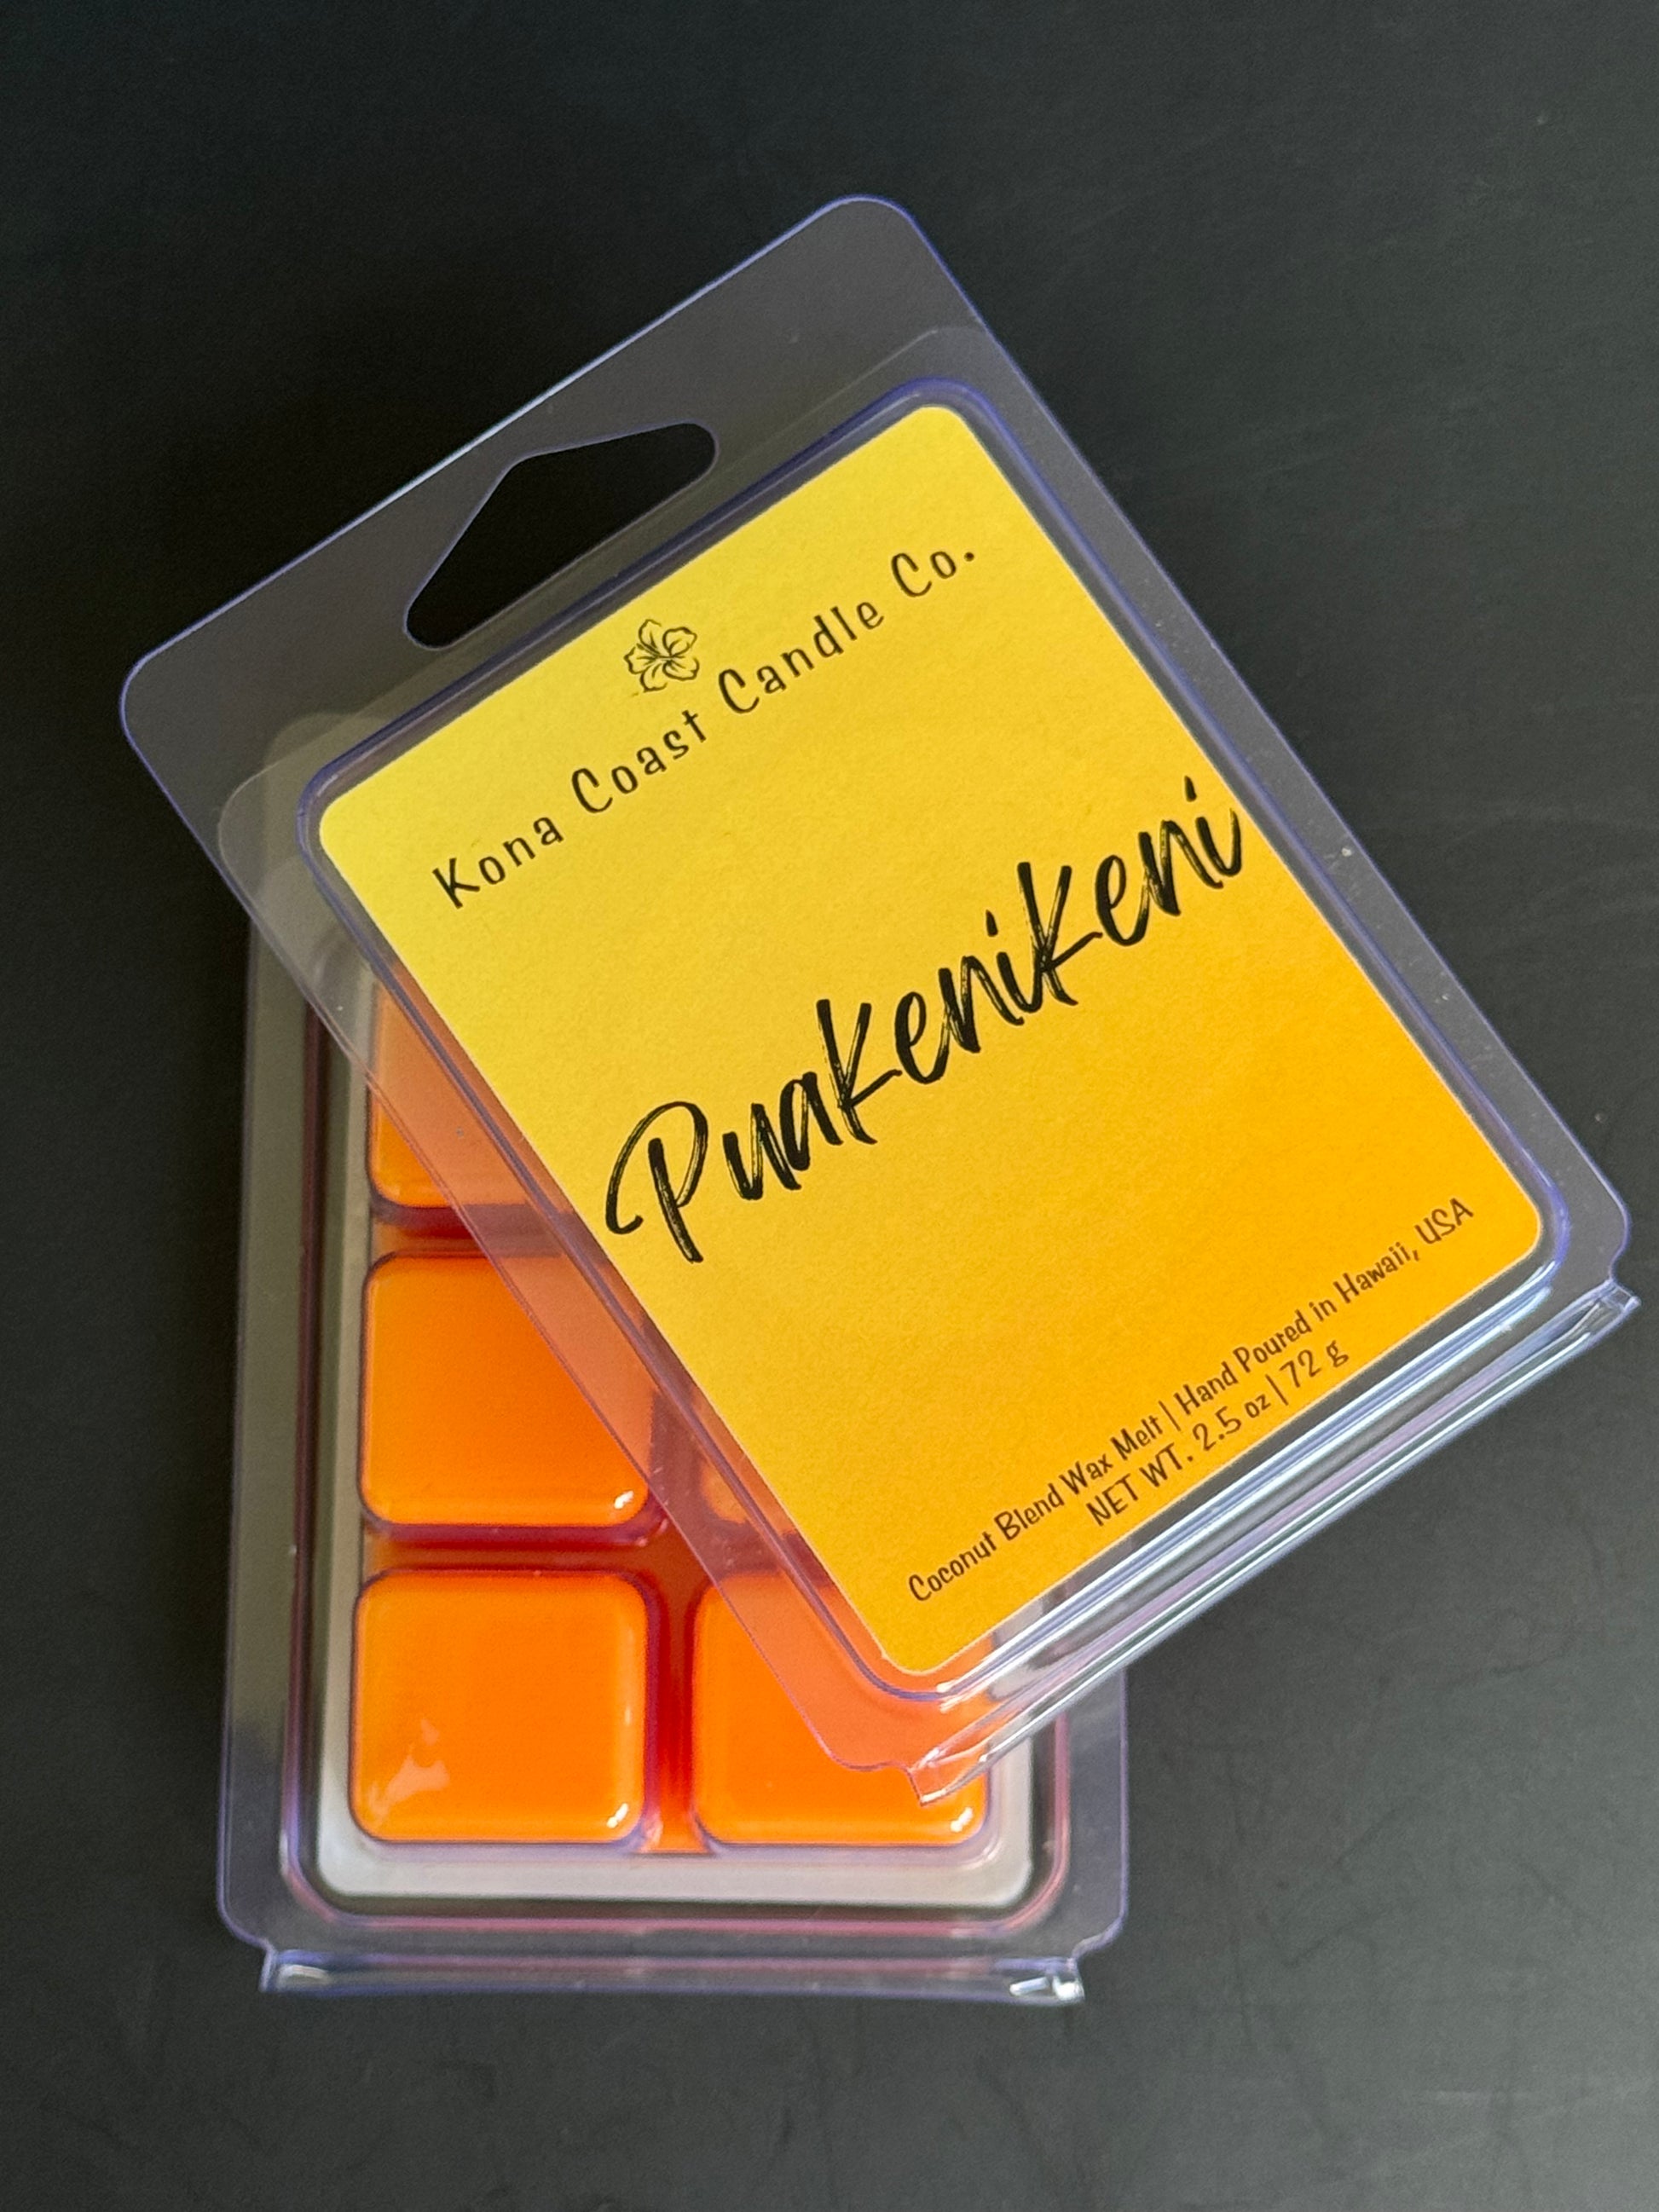 Kona Coast Candle Co.
Puakenikeni
Coconut Blend Wax Melt | Hand Poured in Hawaii, USA
NET WT. 2.5 oz | 72 g